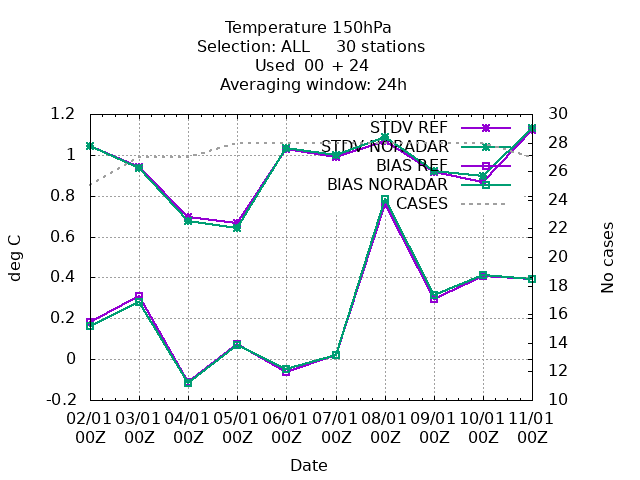 Temperature 150hPa
Selection: ALL 30 stations
Used 00 + 24
Averaging window: 24h
1.2
1
0.8
0.6
0.4
0.2
0
-0.2
deg C
30
28
26
24
22
20
18
16
14
12
10
No cases
STDV REF
STDV NORADAR
BIAS REF
BIAS NORADAR
CASES
02/01 03/01 04/01 05/01 06/01 07/01 08/01 09/01 10/01 11/01
00Z 00Z 00Z 00Z 00Z 00Z 00Z 00Z 00Z 00Z
Date